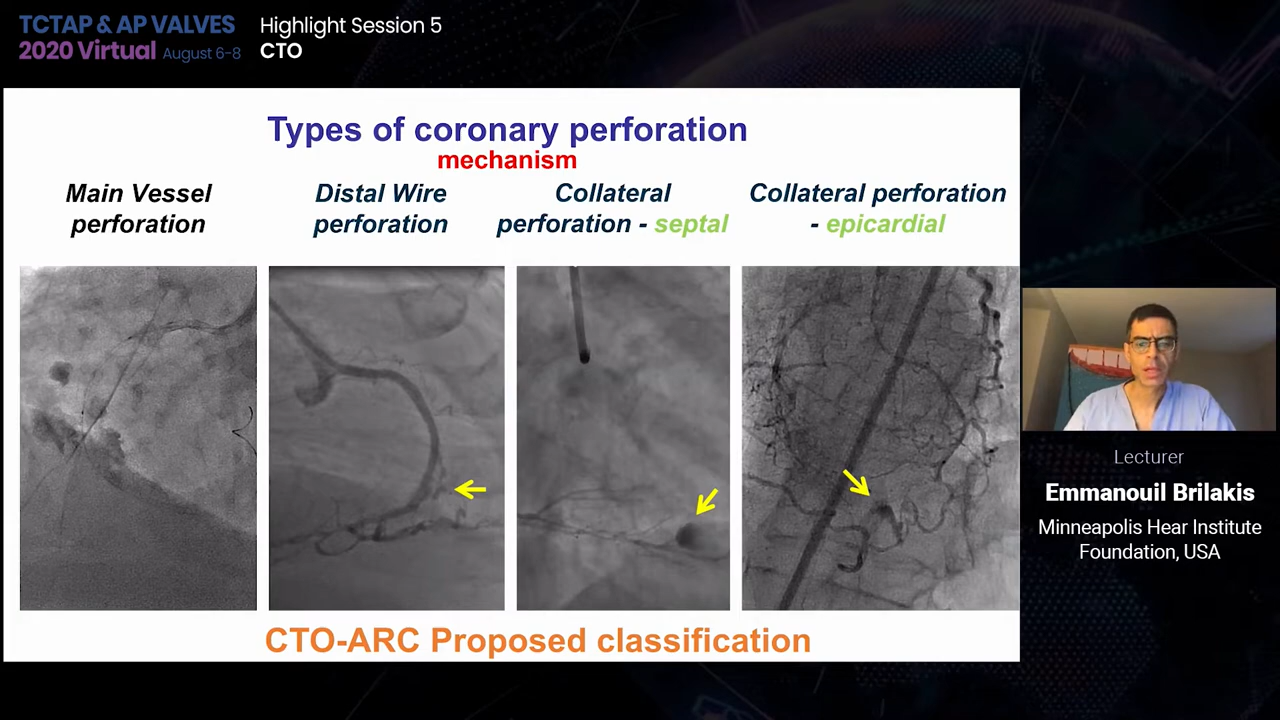 TCTAP & AP VALVES
2020 Virtual August 6-8
Highlight Session 5
CTO
Types of coronary perforation
mechanism
Main Vessel
perforation
Distal Wire
perforation
Collateral
perforation - septal
Collateral perforation
- epicardial
CTO-ARC Proposed classification
Lecturer
Emmanouil Brilakis
Minneapolis Hear Institute
Foundation, USA